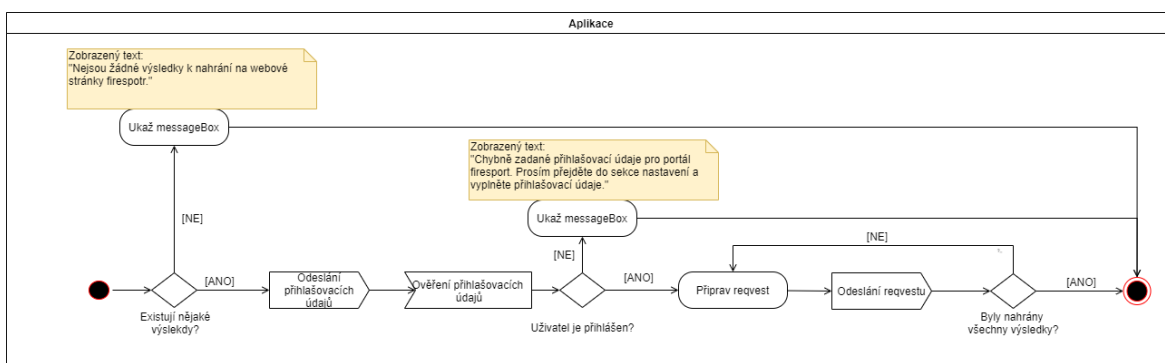 Aplikace
Zobrazený text:
"Nejsou žádné výsledky k nahrání na webové
stránky firespotr."
Ukaž messageBox
Zobrazený text:
"Chybně zadané přihlašovací údaje pro portál
firesport. Prosím přejděte do sekce nastavení a
vyplněte přihlašovací údaje."
Ukaž messageBox
[NE]
[NE]
[NE]
[ANO]
Odeslání
přihlašovacích
údajů
Ověření přihlašovacích
údajů
[ANO]
Připrav reqvest
Odeslání reqvestu
[ANO]
Existují nějaké
výslekdy?
Uživatel je přihlášen?
Byly nahrány
všechny výsledky?